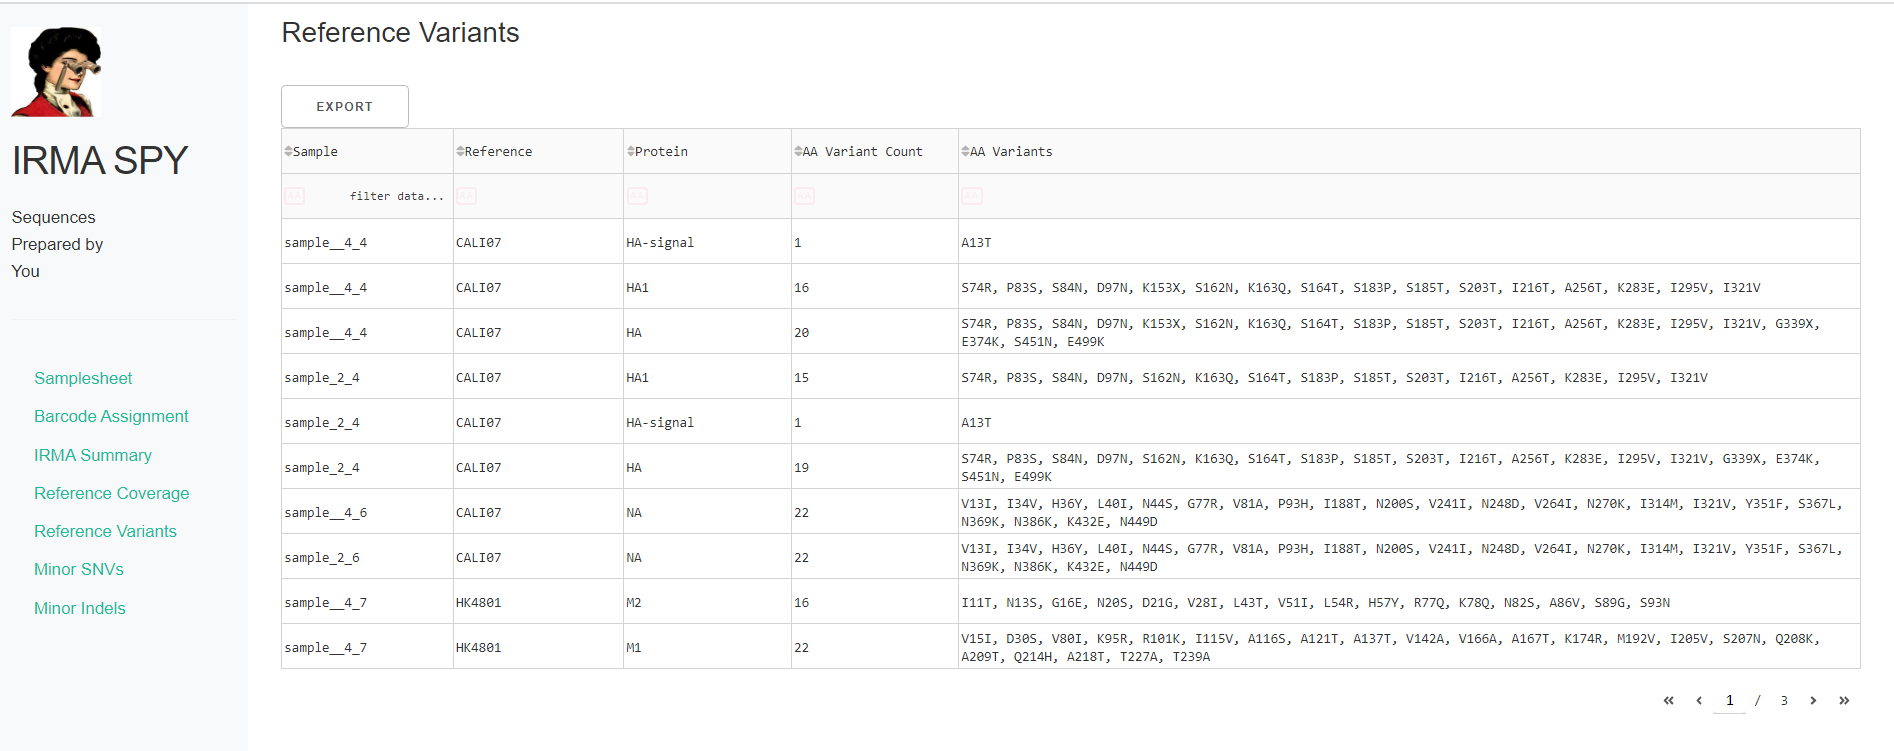 Reference Variants
IRMA SPY
Sequences
Prepared by
You
Samplesheet
Barcode Assignment
IRMA Summary
Reference Coverage
Reference Variants
Minor SNVs
Minor Indels
EXPORT
Sample Reference Protein AA Variant Count AA Variants
AA filter data... AA AA AA AA
sample__4_4 CALI07 HA-signal 1 A13T
sample__4_4 CALI07 HA1 16 S74R, P83S, S84N, D97N, K153X, S162N, K163Q, S164T, S183P, S185T, S203T, I216T, A256T, K283E, I295V, I321V
sample__4_4 CALI07 HA 20 S74R, P83S, S84N, D97N, K153X, S162N, K163Q, S164T, S183P, S185T, S203T, I216T, A256T, K283E, I295V, I321V, G339X,
E374K, S451N, E499K
sample_2_4 CALI07 HA1 15 S74R, P83S, S84N, D97N, S162N, K163Q, S164T, S183P, S185T, S203T, I216T, A256T, K283E, I295V, I321V
sample_2_4 CALI07 HA-signal 1 A13T
sample_2_4 CALI07 HA 19 S74R, P83S, S84N, D97N, S162N, K163Q, S164T, S183P, S185T, S203T, I216T, A256T, K283E, I295V, I321V, G339X, E374K,
S451N, E499K
sample__4_6 CALI07 NA 22 V13I, I34V, H36Y, L40I, N44S, G77R, V81A, P93H, I188T, N200S, V241I, N248D, V264I, N270K, I314M, I321V, Y351F, S367L,
N369K, N386K, K432E, N449D
sample_2_6 CALI07 NA 22 V13I, I34V, H36Y, L40I, N44S, G77R, V81A, P93H, I188T, N200S, V241I, N248D, V264I, N270K, I314M, I321V, Y351F, S367L,
N369K, N386K, K432E, N449D
sample__4_7 HK4801 M2 16 I11T, N13S, G16E, N20S, D21G, V28I, L43T, V51I, L54R, H57Y, R77Q, K78Q, N82S, A86V, S89G, S93N
sample__4_7 HK4801 M1 22 V15I, D30S, V80I, K95R, R101K, I115V, A116S, A121T, A137T, V142A, V166A, A167T, K174R, M192V, I205V, S207N, Q208K,
A209T, Q214H, A218T, T227A, T239A
« ‹ 1 / 3 › »